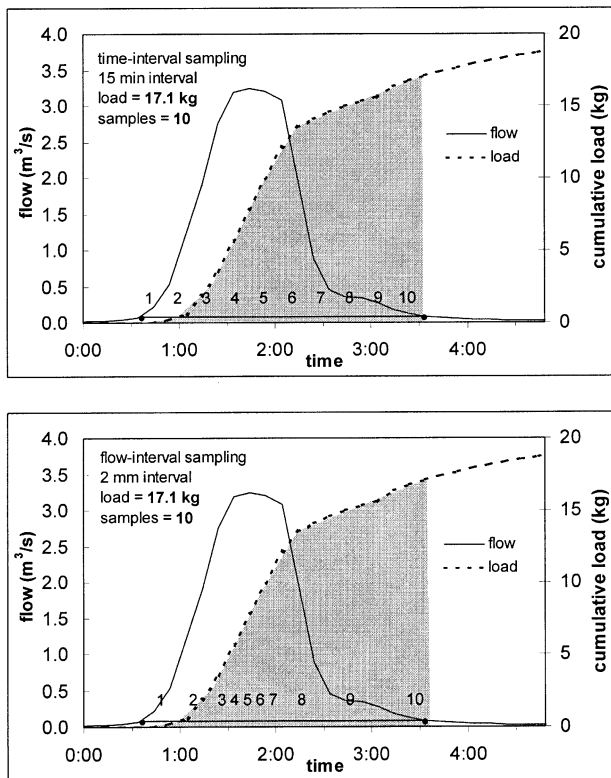 4.0
3.5
3.0
2.5
2.0
1.5
1.0
0.5
0.0
flow (m³/s)
time-interval sampling
15 min interval
load = 17.1 kg
samples = 10
flow
load
1 2 3 4 5 6 7 8 9 10
0:00 1:00 2:00 3:00 4:00
time
20
15
10
5
0
cumulative load (kg)
4.0
3.5
3.0
2.5
2.0
1.5
1.0
0.5
0.0
flow (m³/s)
flow-interval sampling
2 mm interval
load = 17.1 kg
samples = 10
flow
load
1 2 3 4 5 6 7 8 9 10
0:00 1:00 2:00 3:00 4:00
time
20
15
10
5
0
cumulative load (kg)